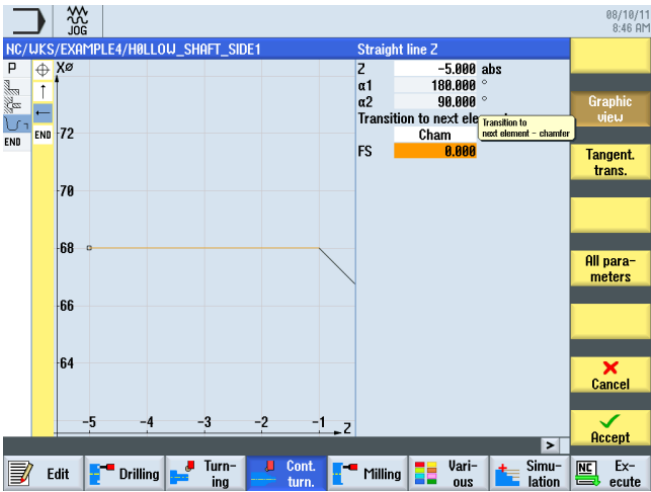 JOG
08/10/11
8:46 AM
NC/WKS/EXAMPLE4/HØLLOW_SHAFT_SIDE1
Straight line Z
P
END
END
Xø
72
70
68
66
64
-5
-4
-3
-2
-1
Z
Z -5.000 abs
α1 180.000 °
α2 90.000 °
Transition to next ele
Transition to
next element - chamfer
Cham
FS 0.000
Graphic
view
Tangent.
trans.
All para-
meters
Cancel
Accept
>
Edit
Drilling
Turn-
ing
Cont.
turn.
Milling
Vari-
ous
Simu-
lation
NC
Ex-
ecute